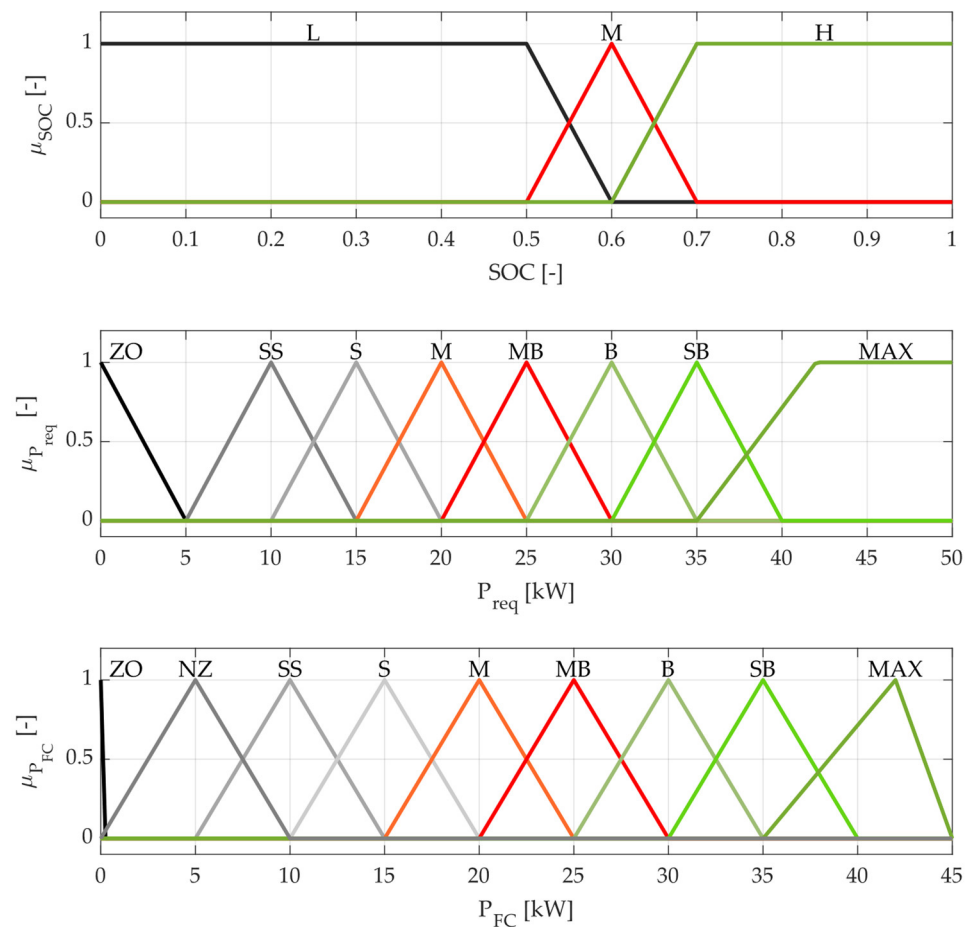 L M H
1
0.5
0
μSOC [-]
0 0.1 0.2 0.3 0.4 0.5 0.6 0.7 0.8 0.9 1
SOC [-]
ZO SS S M MB B SB MAX
1
0.5
0
μPreq [-]
0 5 10 15 20 25 30 35 40 45 50
Preq [kW]
ZO NZ SS S M MB B SB MAX
1
0.5
0
μPFC [-]
0 5 10 15 20 25 30 35 40 45
PFC [kW]